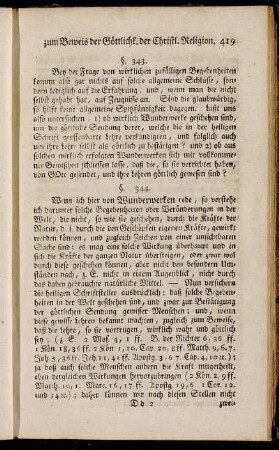 zum Beweis der Göttlichk. der Christl. Religion. 419
§. 343.
Bey der Frage von wirklichen zufälligen Begebenheiten
kommt also gar nichts auf solche allgemeine Schlüsse, son-
dern lediglich auf die Erfahrung, und, wenn man die nicht
selbst gehabt hat, auf Zeugnisse an. Sind die glaubwürdig,
so hilft keine allgemeine Spitzfündigkeit dagegen. Laßt uns
also untersuchen, 1) ob wirklich Wunderwerke geschehen sind, um
die göttliche Sendung derer, welche die in der heiligen
Schrift geoffenbarte Lehre verkündigten, und folglich auch
um ihre Lehre selbst als göttlich zu bestätigen? und 2) ob aus
solchen wirklich erfolgten Wunderwerken sich mit vollkommen-
ster Gewißheit schliessen lasse, daß die, so sie verrichtet haben,
von GOtt gesendet, und ihre Lehren göttlich gewesen sind?
§. 344.
Wenn ich hier von Wunderwerken rede, so verstehe
ich darunter solche Begebenheiten oder Veränderungen in der
Welt, die nicht, so wie sie geschehen, durch die Kräfte der
Natur, d. i. durch die den Geschöpfen eigenen Kräfte, gewirkt
werden können, und zugleich Zeichen von einer unsichtbaren
Sache sind: es mag eine solche Wirkung überhaupt und in
sich die Kräfte der ganzen Natur übersteigen, oder zwar nach
diesen erfolgen können, aber doch nicht unter den besondern Um-
ständen nach, z. E. nicht in einem Augenblick, nicht durch
das dabey gebrauchte natürliche Mittel. — Nun versichern
die heiligen Schriftsteller ausdrücklich: daß solche Begeben-
heiten in der Welt geschehen sind, und zwar zur Bestätigung
der göttlichen Sendung gewisser Menschen; und, wenn
diese gewisse Lehren bekannt machten, zugleich zum Beweise,
daß die Lehre, so sie vortrugen, wirklich wahr und göttlich
sey: (z. E. 2 Mos. 4, 1 ff. B. der Richter 6, 36 ff.
1 Kön 18, 36 ff. 2 Kön 1, 10. Cap. 20, 8 ff. Matth. 9, 6. 7.
Joh. 5, 36 ff. Joh. 11, 41 ff. Apostg. 3, 6. 7. Cap. 4, 10 rc.);
ja daß auch solche Menschen andern die Kraft mitgetheilt,
eben dergleichen Wirkungen hervorzubringen (2 Kön. 2, 9 rc.
Marc. 16, 17 ff. Apostg. 19, 6. 1 Cor. 12.
und 14 rc.): daher können wir nach diesen Stellen nicht
Dd 2 zwei-